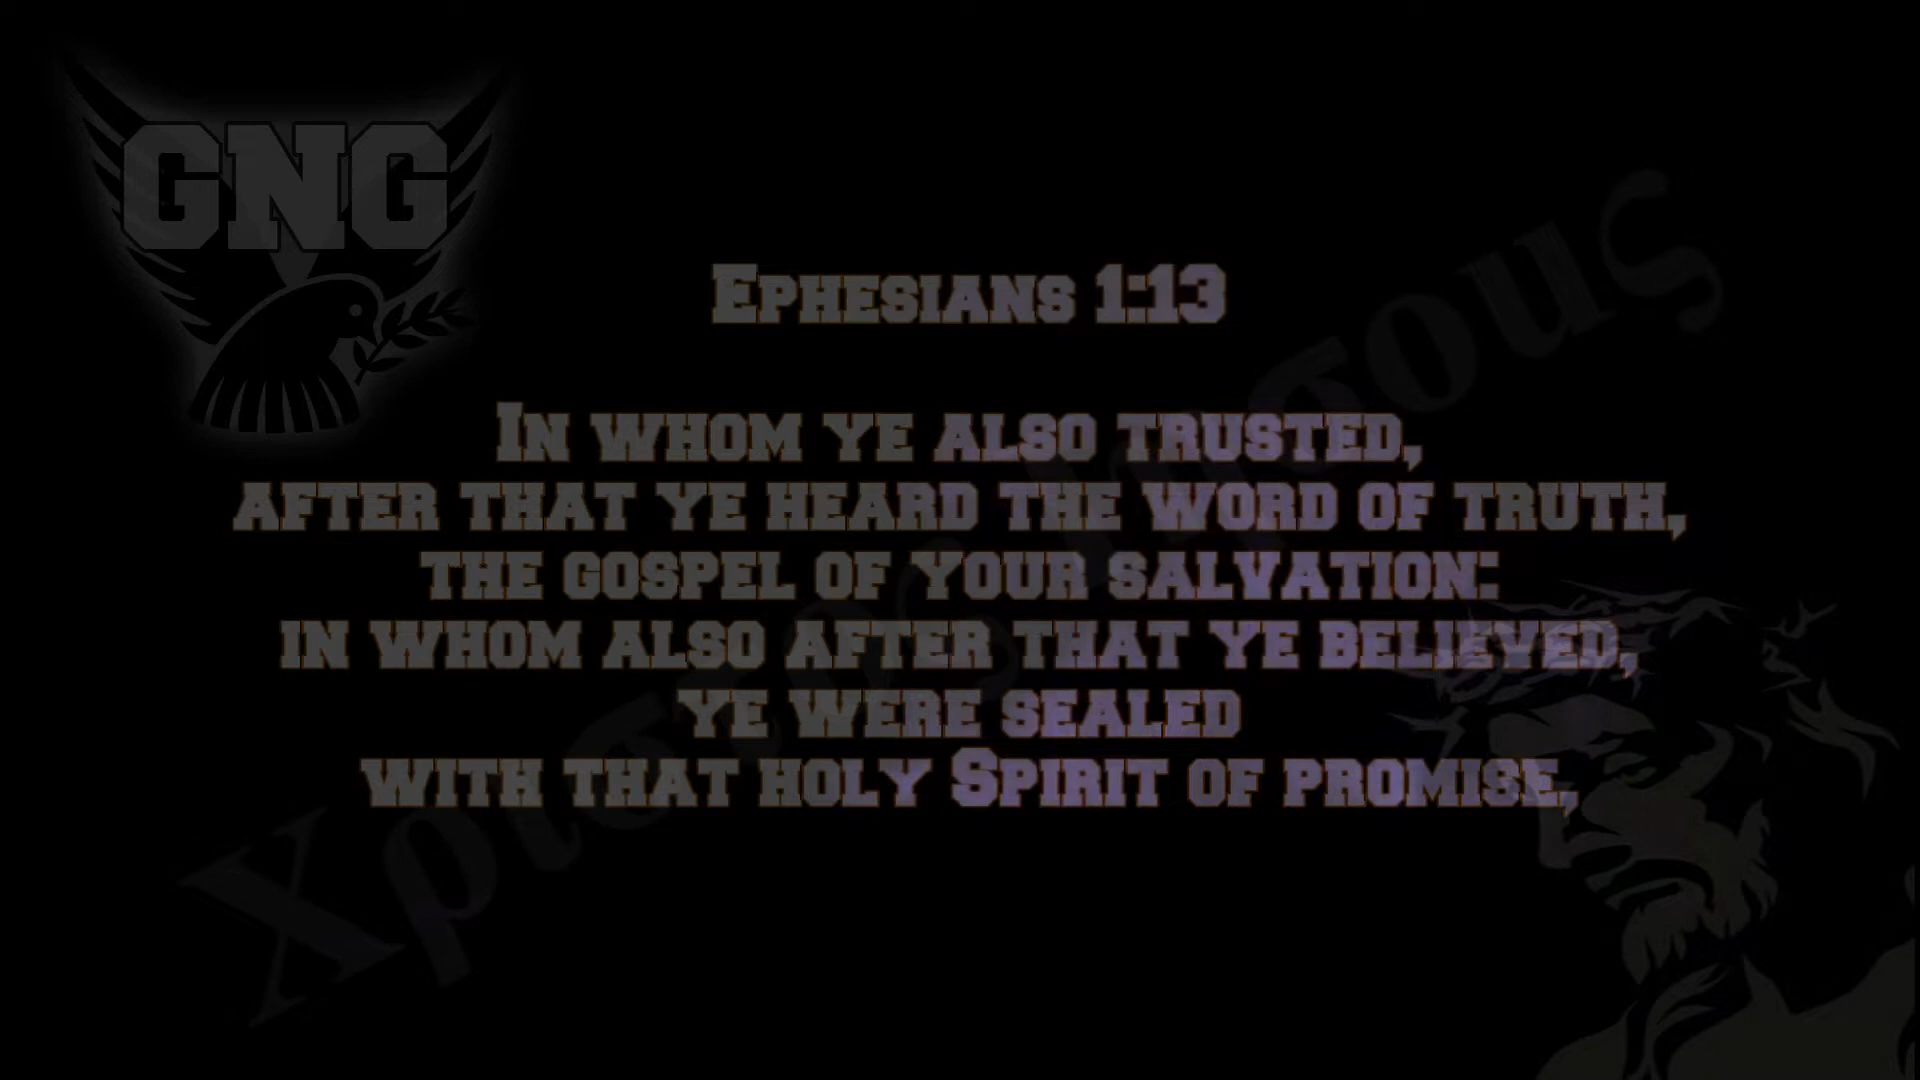 GNG
Ephesians 1:13
In whom ye also trusted,
after that ye heard the word of truth,
the gospel of your salvation:
in whom also after that ye believed,
ye were sealed
with that holy Spirit of promise,
Χριστος Ιησους